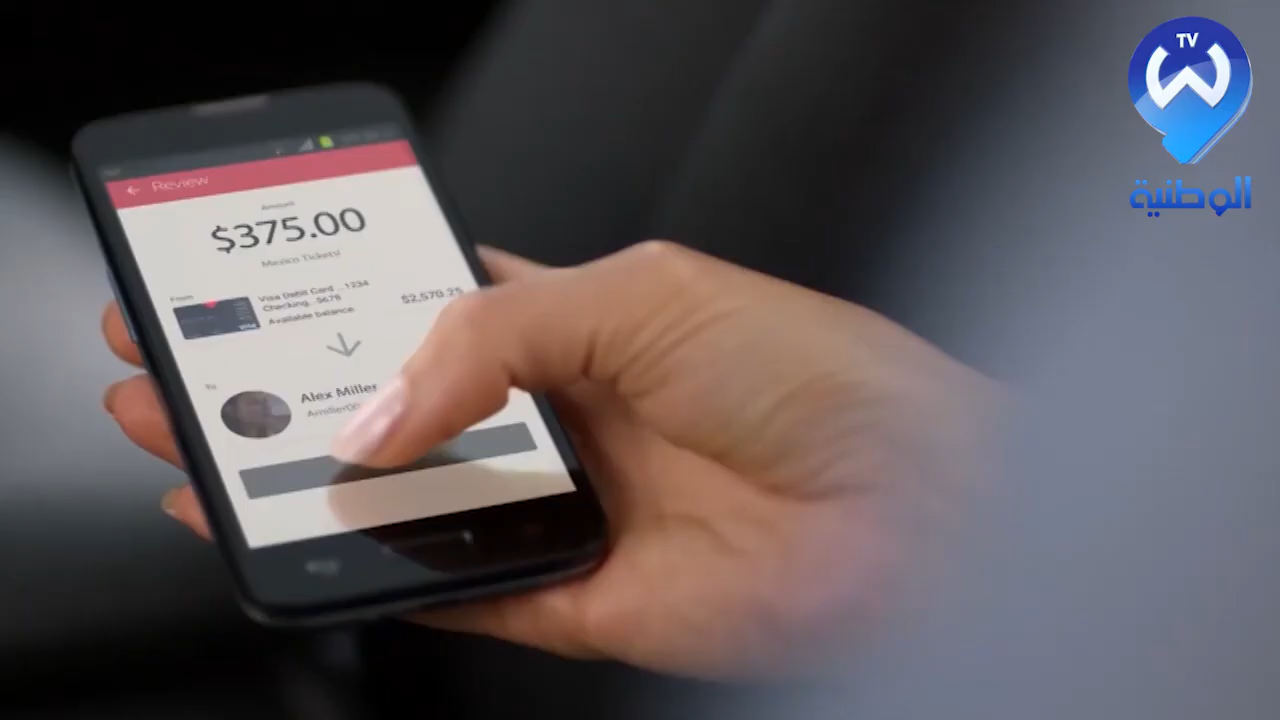 TV
W
الوطنية
Review
Amount
$375.00
Mexico Tickets!
From
Visa Debit Card ...1234
Checking...5678
Available balance
$2,570.25
To
Alex Miller